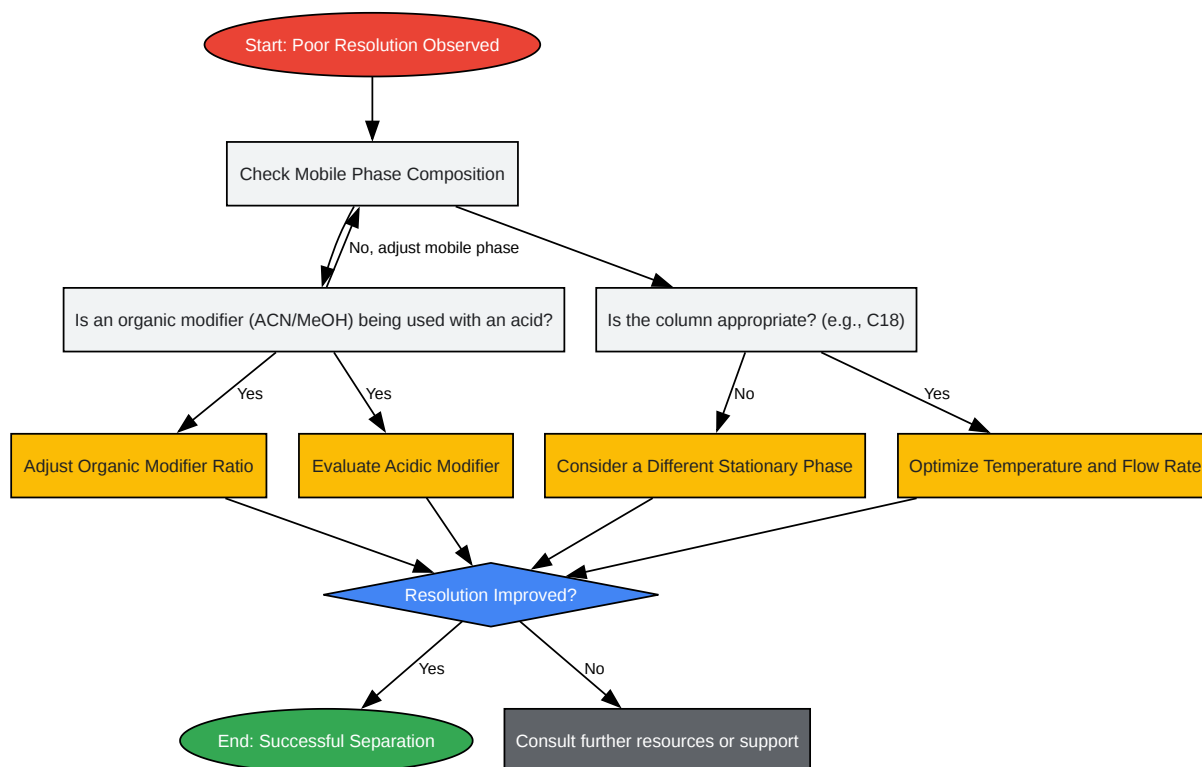 Start: Poor Resolution Observed
Check Mobile Phase Composition
No, adjust mobile phase
Is an organic modifier (ACN/MeOH) being used with an acid?
Is the column appropriate? (e.g., C18)
Yes
Yes
No
Yes
Adjust Organic Modifier Ratio
Evaluate Acidic Modifier
Consider a Different Stationary Phase
Optimize Temperature and Flow Rate
Resolution Improved?
Yes
No
End: Successful Separation
Consult further resources or support